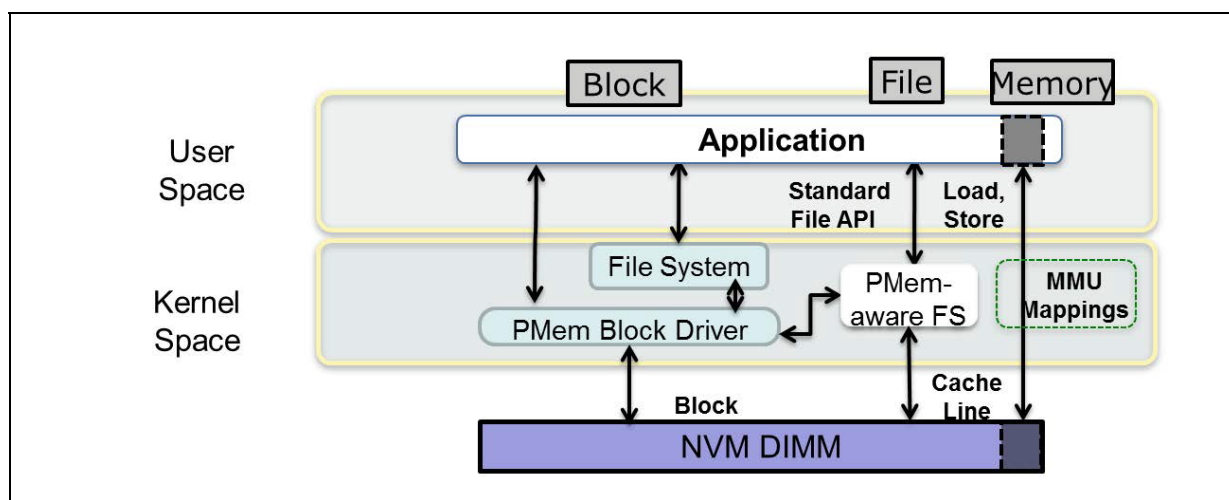 Block
File
Memory
User
Space
Application
Standard
File API
Load,
Store
Kernel
Space
File System
PMem Block Driver
PMem-
aware FS
MMU
Mappings
Block
Cache
Line
NVM DIMM